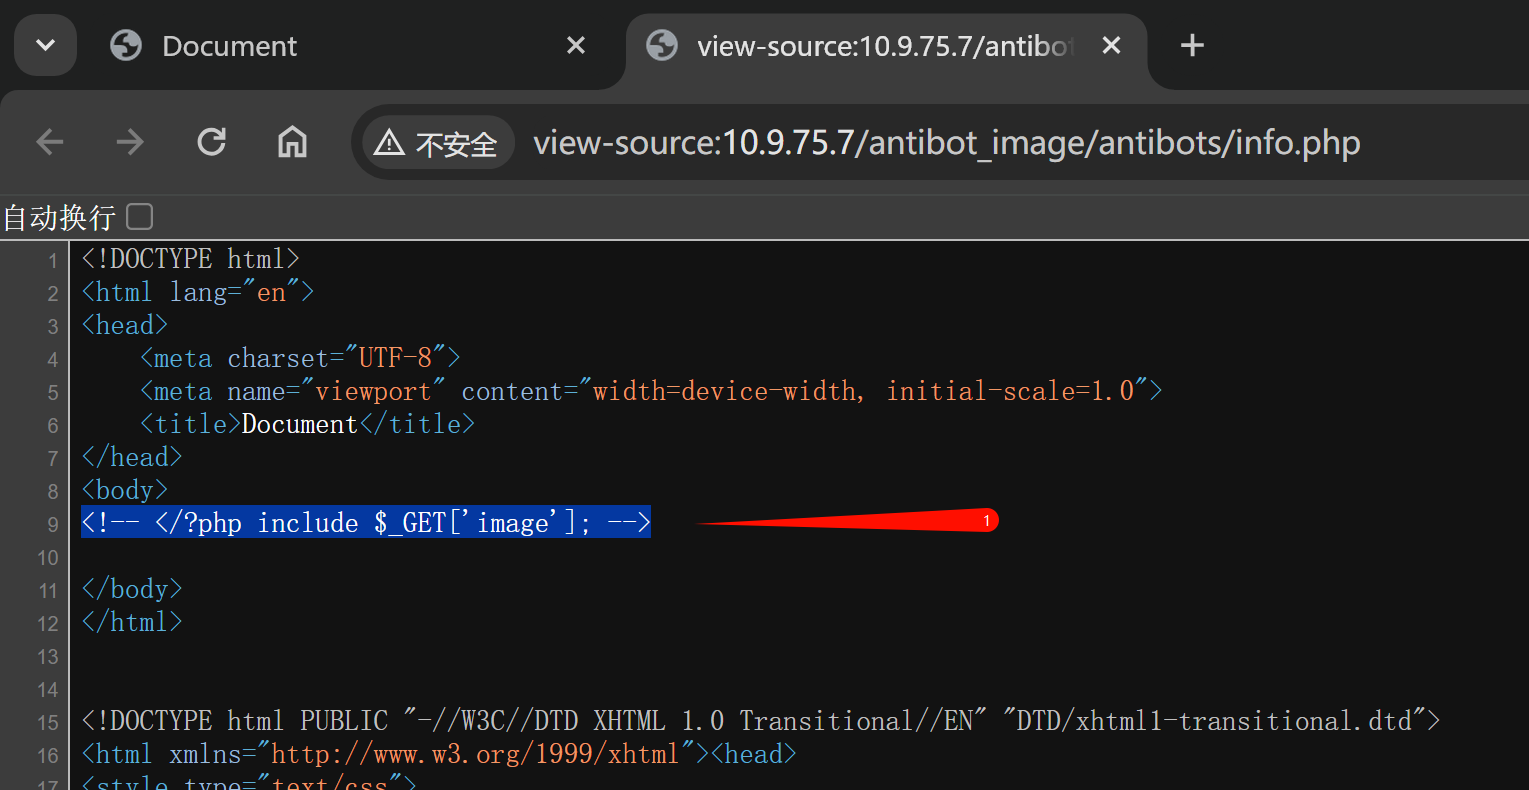 Document
view-source:10.9.75.7/antibot
不安全
view-source:10.9.75.7/antibot_image/antibots/info.php
自动换行
1 <!DOCTYPE html>
2 <html lang="en">
3 <head>
4 <meta charset="UTF-8">
5 <meta name="viewport" content="width=device-width, initial-scale=1.0">
6 <title>Document</title>
7 </head>
8 <body>
9 <!-- </?php include $_GET['image']; -->
1
10
11 </body>
12 </html>
13
14
15 <!DOCTYPE html PUBLIC "-//W3C//DTD XHTML 1.0 Transitional//EN" "DTD/xhtml1-transitional.dtd">
16 <html xmlns="http://www.w3.org/1999/xhtml"><head>
17 <style type="text/css">